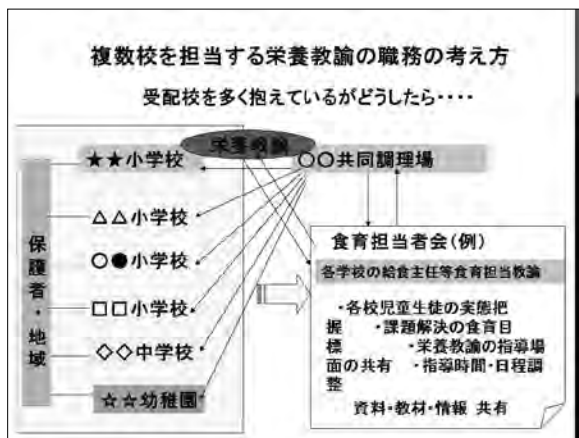 複数校を担当する栄養教諭の職務の考え方
受配校を多く抱えているがどうしたら・・・・
栄養教諭
★★小学校
○○共同調理場
△△小学校
○●小学校
□□小学校
◇◇中学校
☆☆幼稚園
保護者・地域
食育担当者会(例)
各学校の給食主任等食育担当教諭
・各校児童生徒の実態把
握 ・課題解決の食育目
標 ・栄養教諭の指導場
面の共有 ・指導時間・日程調
整
資料・教材・情報 共有